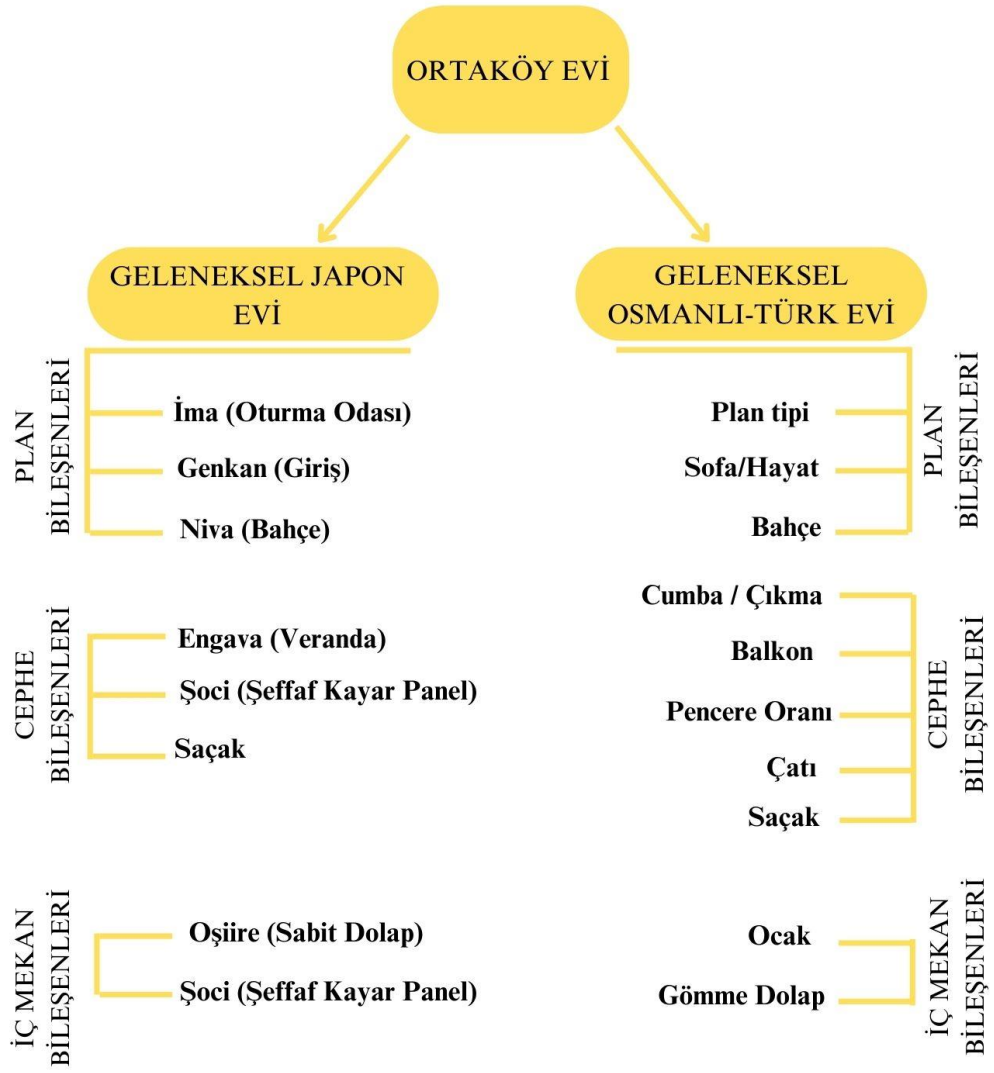 ORTAKÖY EVİ
GELENEKSEL JAPON
EVİ
PLAN
BİLEŞENLERİ
İma (Oturma Odası)
Genkan (Giriş)
Niva (Bahçe)
CEPHE
BİLEŞENLERİ
Engava (Veranda)
Şoci (Şeffaf Kayar Panel)
Saçak
İÇ MEKAN
BİLEŞENLERİ
Oşiire (Sabit Dolap)
Şoci (Şeffaf Kayar Panel)
GELENEKSEL
OSMANLI-TÜRK EVİ
PLAN
BİLEŞENLERİ
Plan tipi
Sofa/Hayat
Bahçe
CEPHE
BİLEŞENLERİ
Cumba / Çıkma
Balkon
Pencere Oranı
Çatı
Saçak
İÇ MEKAN
BİLEŞENLERİ
Ocak
Gömme Dolap